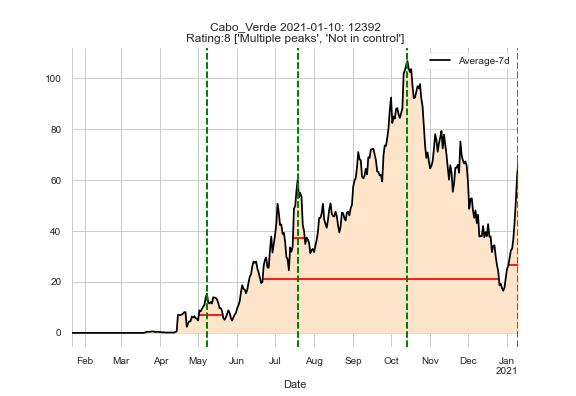 Cabo_Verde 2021-01-10: 12392
Rating:8 ['Multiple peaks', 'Not in control']
Average-7d
100
80
60
40
20
0
Feb Mar Apr May Jun Jul Aug Sep Oct Nov Dec Jan
2021
Date